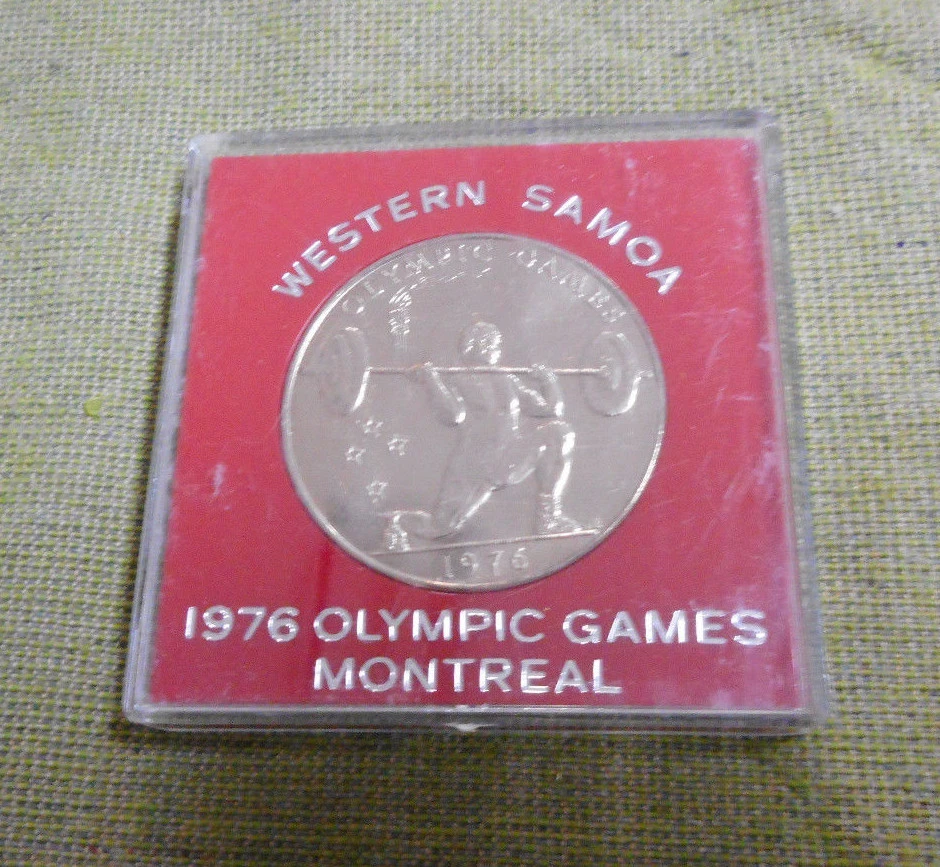 WESTERN SAMOA
OLYMPIC GAMES
1976
1976 OLYMPIC GAMES
MONTREAL